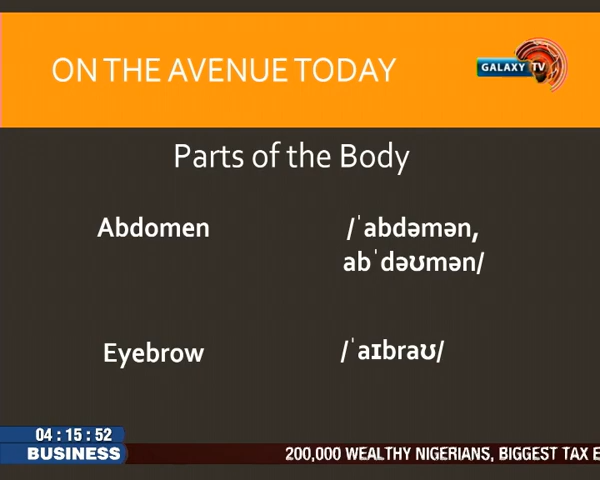 ON THE AVENUE TODAY
GALAXY TV
Parts of the Body
Abdomen /ˈabdəmən,
abˈdəʊmən/
Eyebrow /ˈaɪbraʊ/
04 : 15 : 52
BUSINESS
200,000 WEALTHY NIGERIANS, BIGGEST TAX